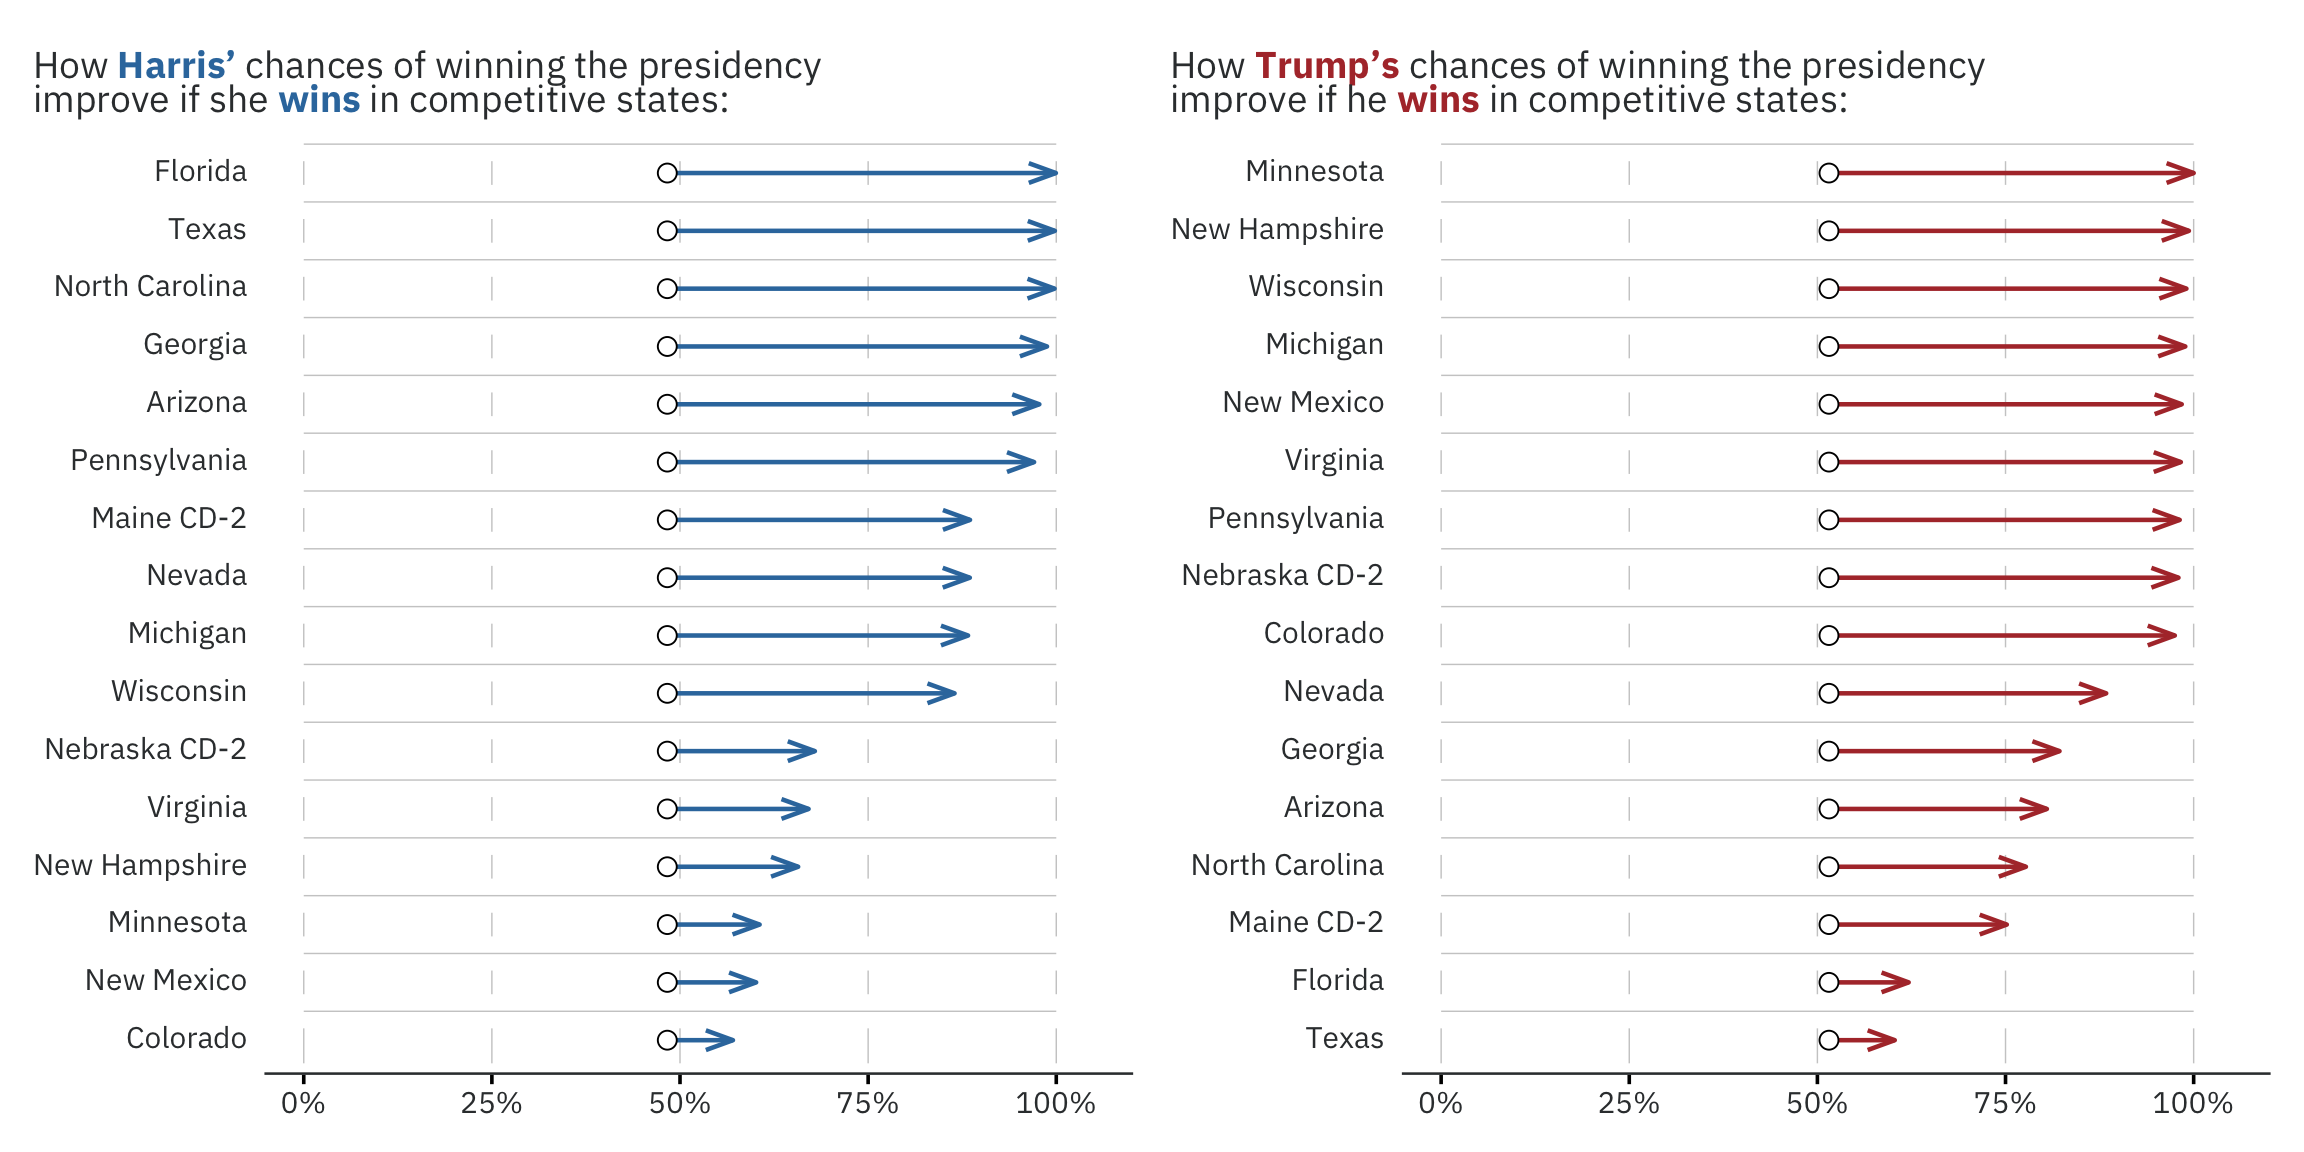 How Harris’ chances of winning the presidency
improve if she wins in competitive states:
Florida
Texas
North Carolina
Georgia
Arizona
Pennsylvania
Maine CD-2
Nevada
Michigan
Wisconsin
Nebraska CD-2
Virginia
New Hampshire
Minnesota
New Mexico
Colorado
0% 25% 50% 75% 100%
How Trump’s chances of winning the presidency
improve if he wins in competitive states:
Minnesota
New Hampshire
Wisconsin
Michigan
New Mexico
Virginia
Pennsylvania
Nebraska CD-2
Colorado
Nevada
Georgia
Arizona
North Carolina
Maine CD-2
Florida
Texas
0% 25% 50% 75% 100%